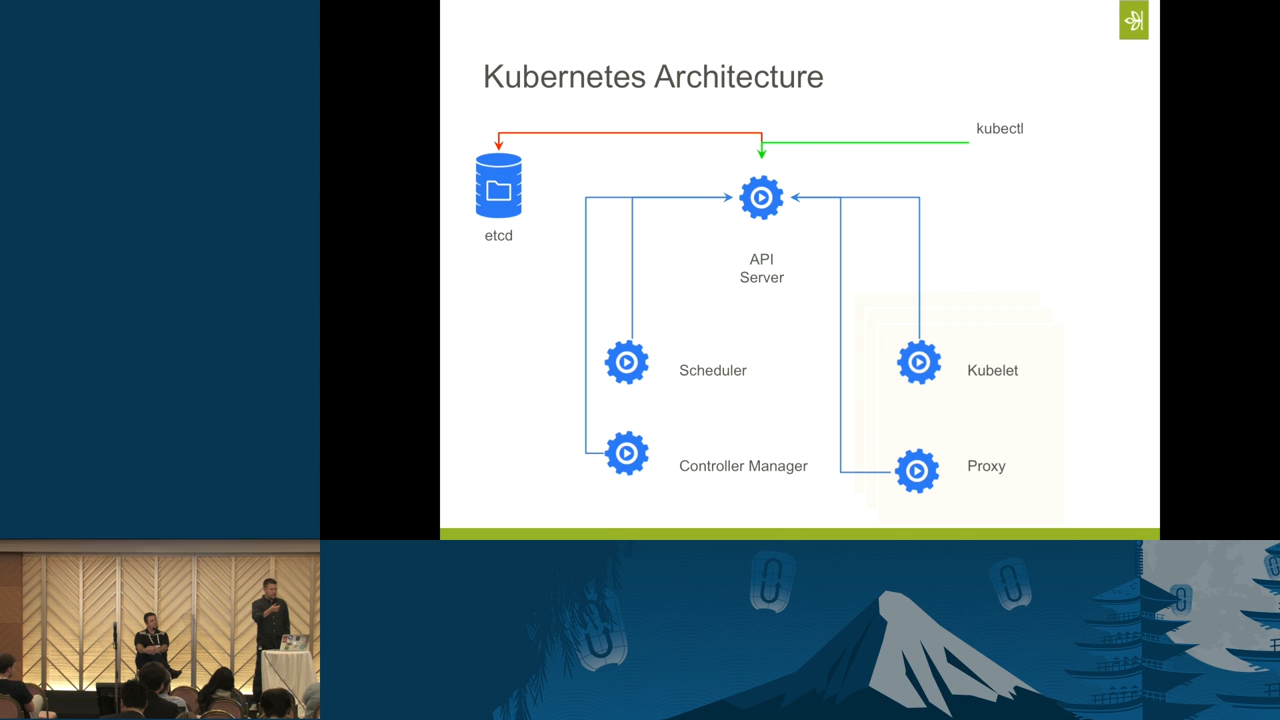 Kubernetes Architecture
kubectl
etcd
API
Server
Scheduler
Kubelet
Controller Manager
Proxy